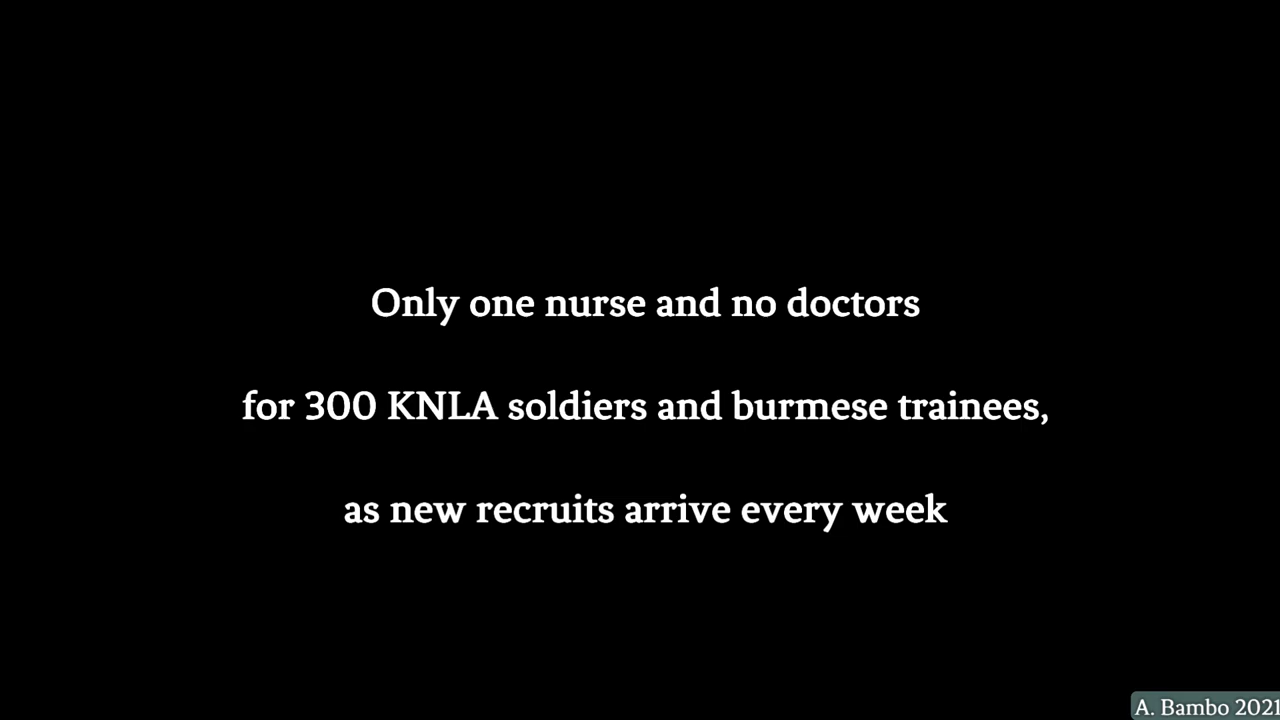 Only one nurse and no doctors
for 300 KNLA soldiers and burmese trainees,
as new recruits arrive every week
A. Bambo 2021